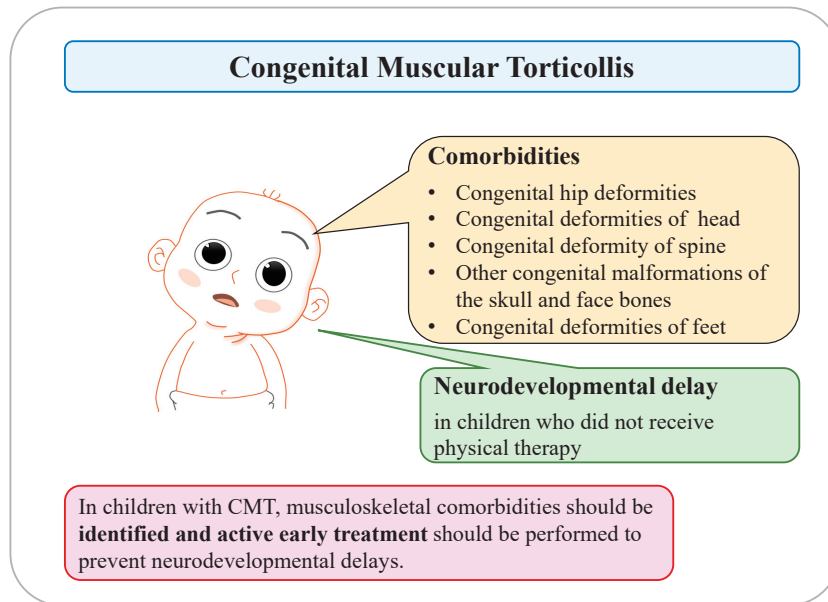 Congenital Muscular Torticollis
Comorbidities
• Congenital hip deformities
• Congenital deformities of head
• Congenital deformity of spine
• Other congenital malformations of
the skull and face bones
• Congenital deformities of feet
Neurodevelopmental delay
in children who did not receive
physical therapy
In children with CMT, musculoskeletal comorbidities should be
identified and active early treatment should be performed to
prevent neurodevelopmental delays.